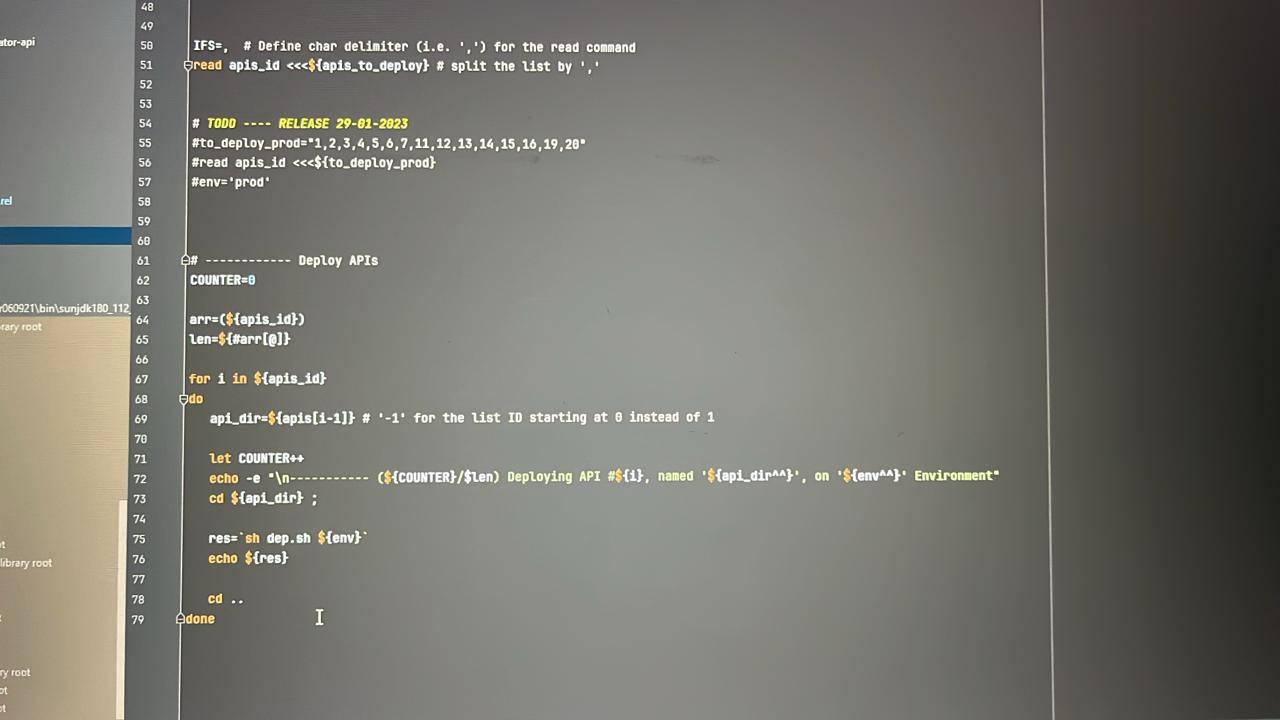 48
ator-api
49
50 IFS=, # Define char delimiter (i.e. ',') for the read command
51 read apis_id <<<${apis_to_deploy} # split the list by ','
52
53
54 # TODO ---- RELEASE 29-01-2023
55 #to_deploy_prod="1,2,3,4,5,6,7,11,12,13,14,15,16,19,20"
56 #read apis_id <<<${to_deploy_prod}
57 #env='prod'
58
rel
59
60
61 # ------------ Deploy APIs
62 COUNTER=0
63
r060921\bin\sunjdk180_112_
64 arr=(${apis_id})
rary root
65 len=${#arr[@]}
66
67 for i in ${apis_id}
68 do
69 api_dir=${apis[i-1]} # '-1' for the list ID starting at 0 instead of 1
70
71 let COUNTER++
72 echo -e "\n----------- (${COUNTER}/$len) Deploying API #${i}, named '${api_dir^^}', on '${env^^}' Environment"
73 cd ${api_dir} ;
74
75 res=`sh dep.sh ${env}`
ot
76 echo ${res}
library root
77
78 cd ..
79 done
ry root
ot
ot